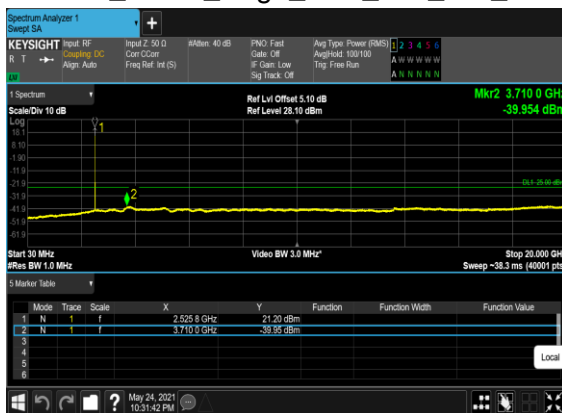 Spectrum Analyzer 1
Swept SA
KEYSIGHT
Input: RF
Coupling: DC
Align: Auto
Input Z: 50 Ω
Corr CCorr
Freq Ref: Int (S)
#Atten: 40 dB
PNO: Fast
Gate: Off
IF Gain: Low
Sig Track: Off
Avg Type: Power (RMS)
Avg|Hold: 100/100
Trig: Free Run
1 2 3 4 5 6
A W W W W W
A N N N N N
R T
LXI
1 Spectrum
Scale/Div 10 dB
Ref Lvl Offset 5.10 dB
Ref Level 28.10 dBm
Mkr2 3.710 0 GHz
-39.954 dBm
Log
18.1
8.10
-1.90
-11.9
-21.9
-31.9
-41.9
-51.9
-61.9
1
2
DL1 -25.00 dB
Start 30 MHz
#Res BW 1.0 MHz
Video BW 3.0 MHz*
Stop 20.000 GH
Sweep ~38.3 ms (40001 pts
5 Marker Table
Mode Trace Scale X Y Function Function Width Function Value
1 N 1 f 2.525 8 GHz 21.20 dBm
2 N 1 f 3.710 0 GHz -39.95 dBm
3
4
5
6
Local
?
May 24, 2021
10:31:42 PM